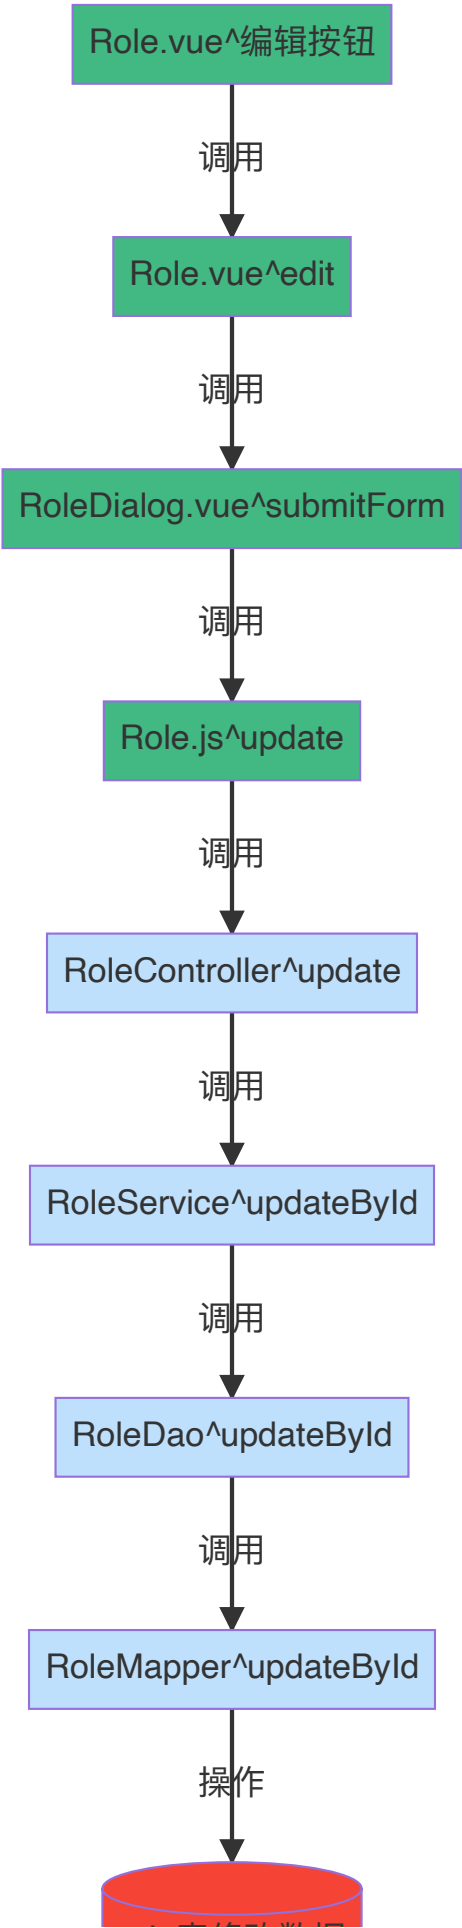 Role.vue^编辑按钮
调用
Role.vue^edit
调用
RoleDialog.vue^submitForm
调用
Role.js^update
调用
RoleController^update
调用
RoleService^updateById
调用
RoleDao^updateById
调用
RoleMapper^updateById
操作